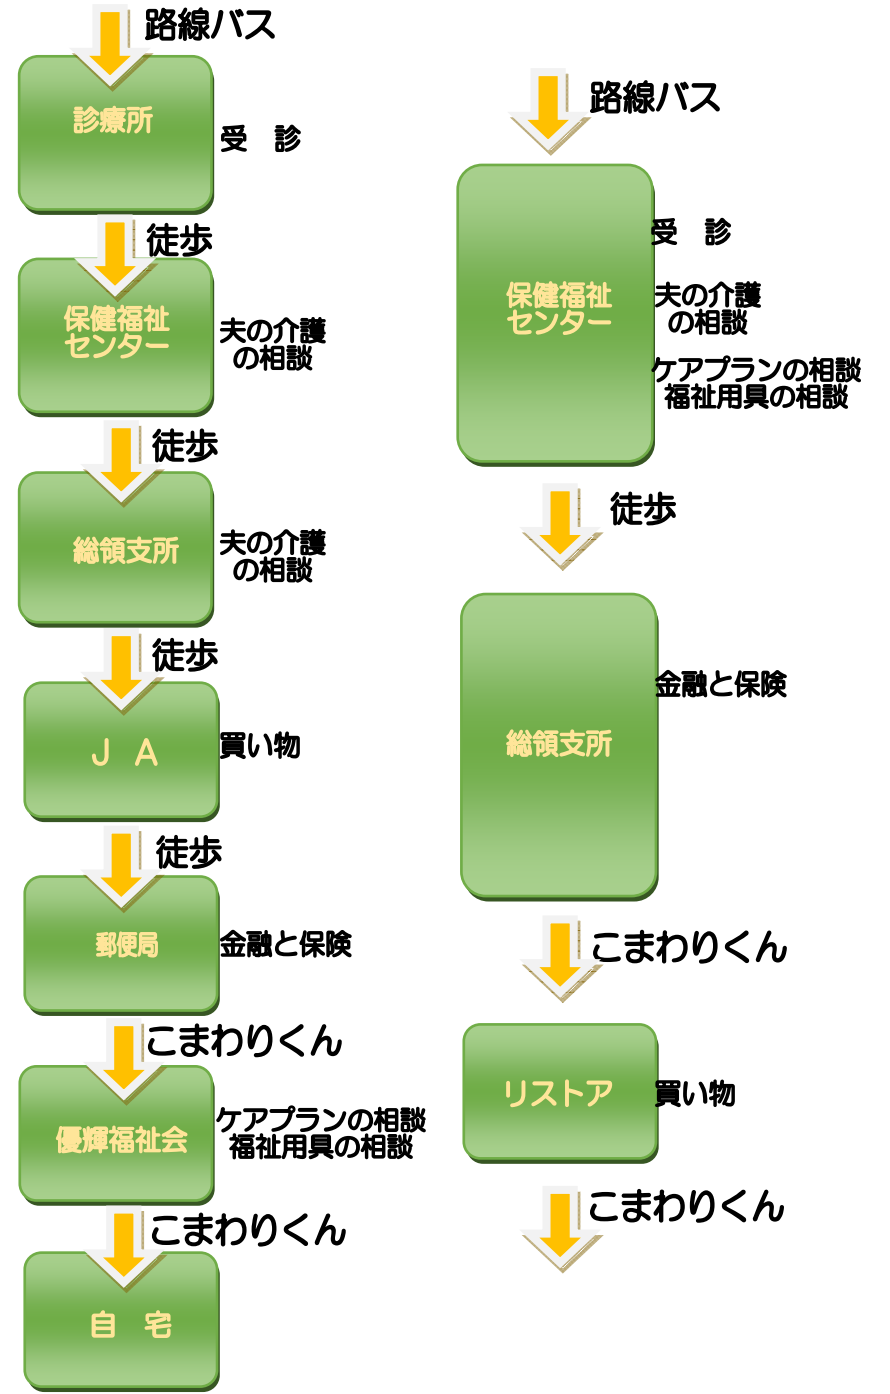 路線バス
診療所
受　診
徒歩
保健福祉
センター
夫の介護
の相談
徒歩
総領支所
夫の介護
の相談
徒歩
Ｊ　Ａ
買い物
徒歩
郵便局
金融と保険
こまわりくん
優輝福祉会
ケアプランの相談
福祉用具の相談
こまわりくん
自　宅
路線バス
受　診
保健福祉
センター
夫の介護
の相談
ケアプランの相談
福祉用具の相談
徒歩
総領支所
金融と保険
こまわりくん
リストア
買い物
こまわりくん